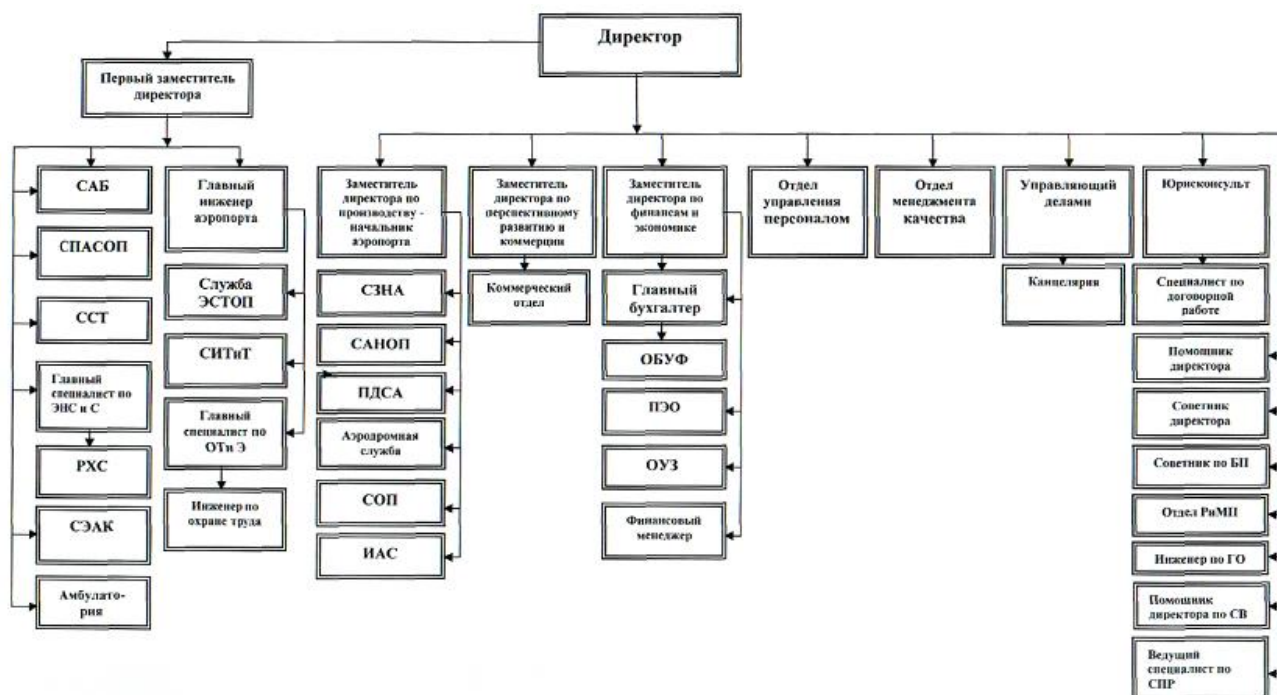 Директор
Первый заместитель
директора
САБ
СПАСОП
ССТ
Главный
специалист по
ЭНС и С
РХС
СЭАК
Амбулато-
рия
Главный
инженер
аэропорта
Служба
ЭСТОП
СИТиТ
Главный
специалист по
ОТи Э
Инженер по
охране труда
Заместитель
директора по
производству -
начальник
аэропорта
СЗНА
САНОП
ПДСА
Аэродромная
служба
СОП
ИАС
Заместитель
директора по
перспективному
развитию и
коммерции
Коммерческий
отдел
Заместитель
директора по
финансам и
экономике
Главный
бухгалтер
ОБУФ
ПЭО
ОУЗ
Финансовый
менеджер
Отдел
управления
персоналом
Отдел
менеджмента
качества
Управляющий
делами
Канцелярия
Юрисконсульт
Специалист по
договорной
работе
Помощник
директора
Советник
директора
Советник по БП
Отдел РиМП
Инженер по ГО
Помошник
директора по СВ
Ведущий
специалист по
СПР